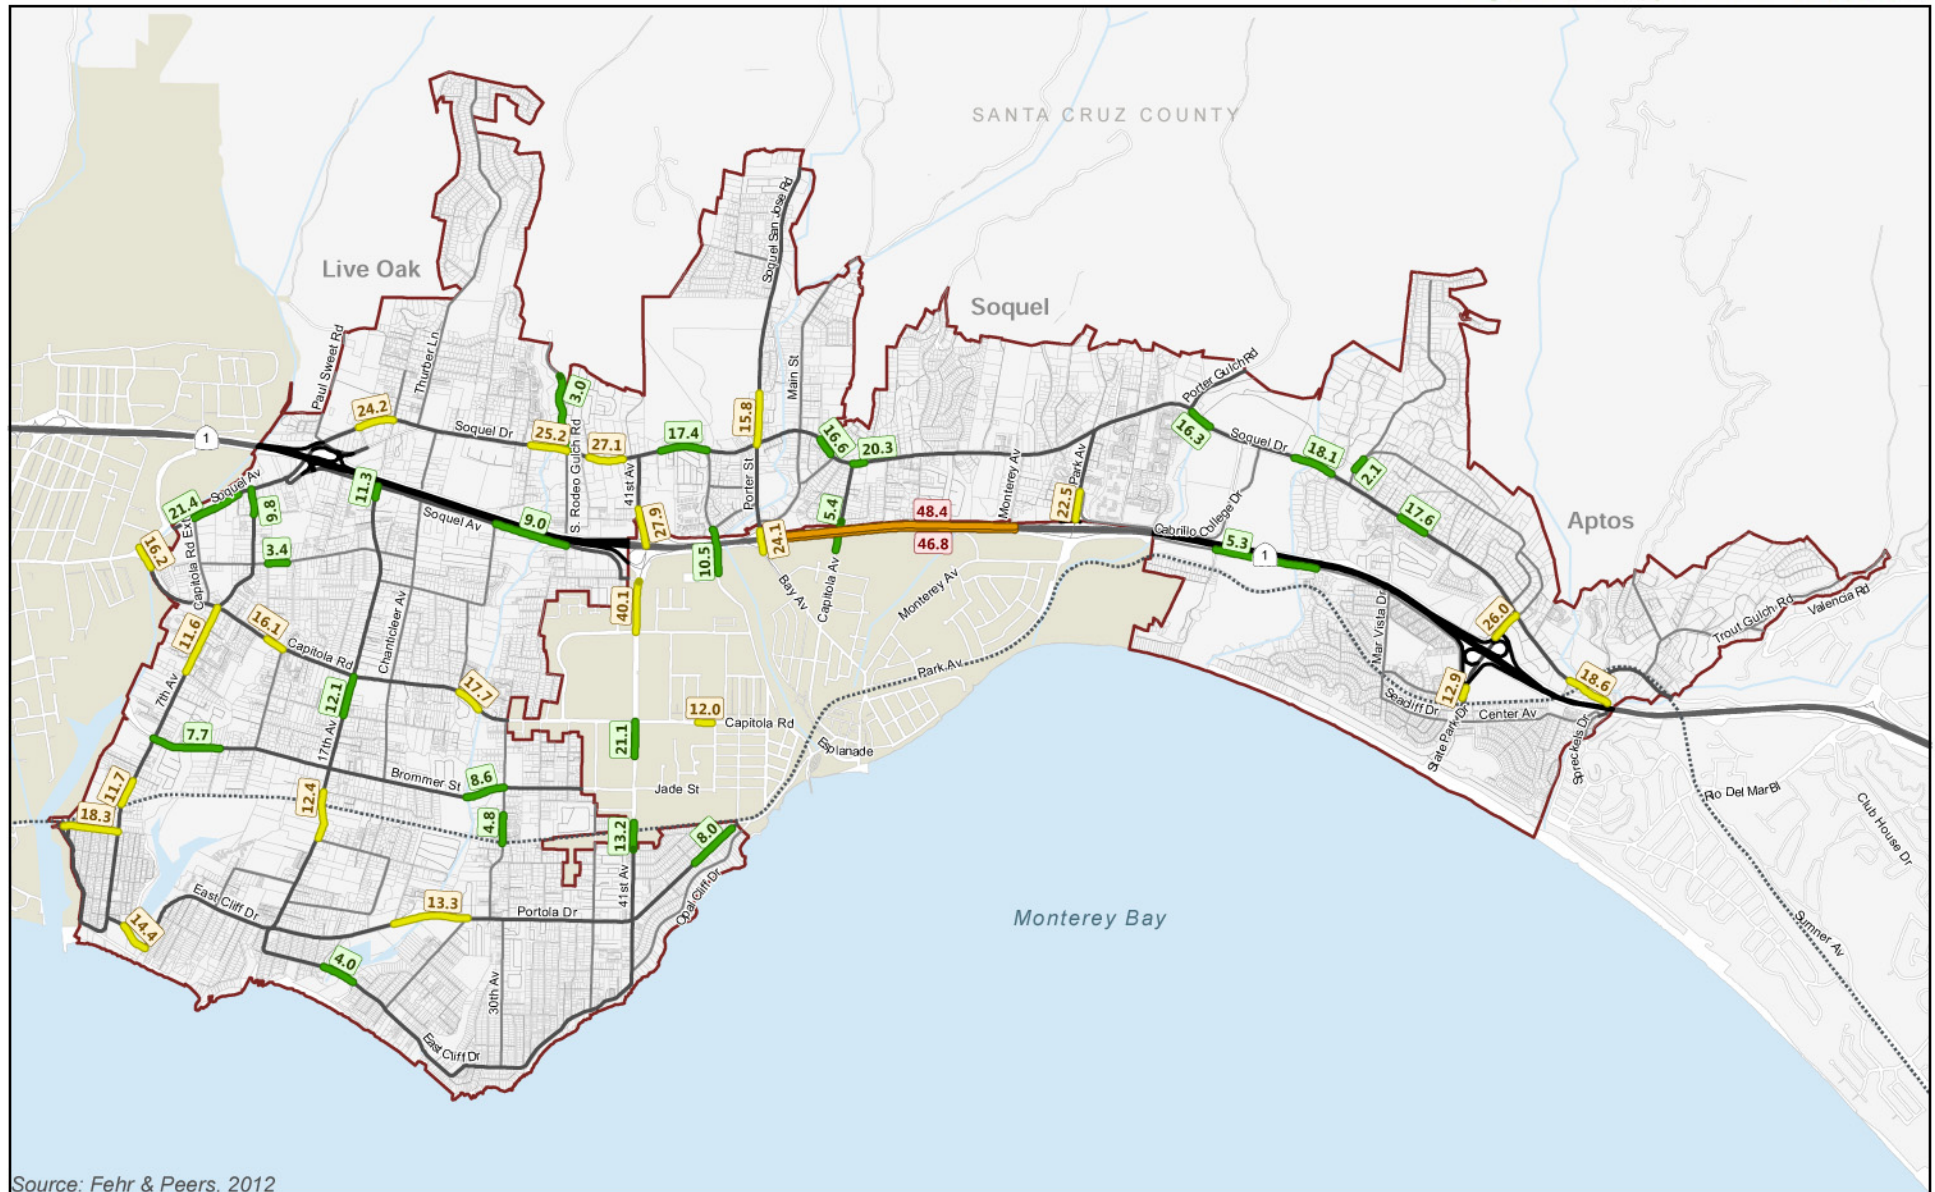 SANTA CRUZ COUNTY
Live Oak
Soquel
Aptos
Monterey Bay
Paul Sweet Rd
Thurber Ln
Soquel San Jose Rd
Main St
Porter Gulch Rd
3.0
24.2
Soquel Dr
25.2
S. Rodeo Gulch Rd
27.1
17.4
15.8
16.6
20.3
16.3
Soquel Dr
18.1
2.1
17.6
1
Soquel Av
21.4
9.8
11.3
Soquel Av
9.0
41st Av
27.9
Porter St
10.5
24.1
5.4
48.4
46.8
Monterey Av
Park Av
22.5
Cabrillo College Dr
5.3
1
16.2
Capitola Rd Ext
3.4
40.1
Bay Av
Capitola Av
Monterey Av
Park Av
Mar Vista Dr
26.0
18.6
Trout Gulch Rd
Valencia Rd
11.6
16.1
Capitola Rd
Chanticleer Av
17.7
7th Av
12.1
17th Av
7.7
21.1
12.0
Capitola Rd
Esplanade
12.9
Seacliff Dr
Center Av
State Park Dr
Spreckels Dr
Rio Del Mar Bl
Club House Dr
Sumner Av
11.7
18.3
Brommer St
8.6
12.4
4.8
Jade St
13.2
8.0
14.4
East Cliff Dr
13.3
Portola Dr
41st Av
Opal Cliff Dr
4.0
30th Av
East Cliff Dr
Source: Fehr & Peers, 2012